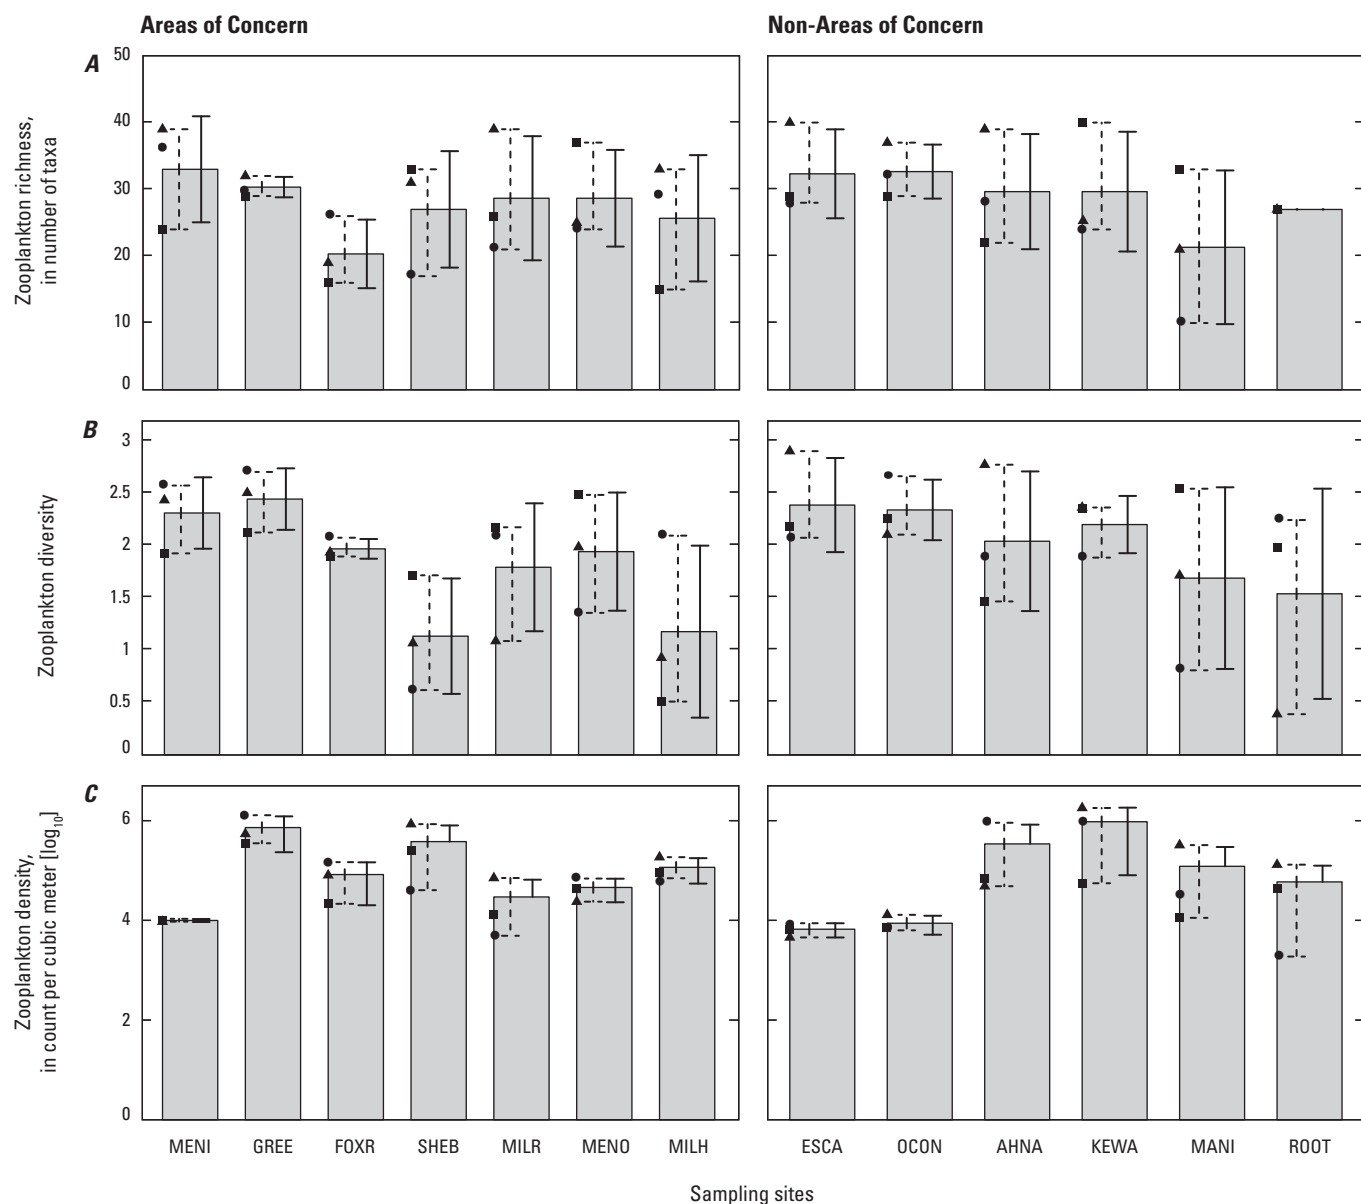 Areas of Concern
Non-Areas of Concern
A
Zooplankton richness,
in number of taxa
50
40
30
20
10
0
B
Zooplankton diversity
3
2.5
2
1.5
1
0.5
0
C
Zooplankton density,
in count per cubic meter [log10]
6
4
2
0
MENI GREE FOXR SHEB MILR MENO MILH ESCA OCON AHNA KEWA MANI ROOT
Sampling sites